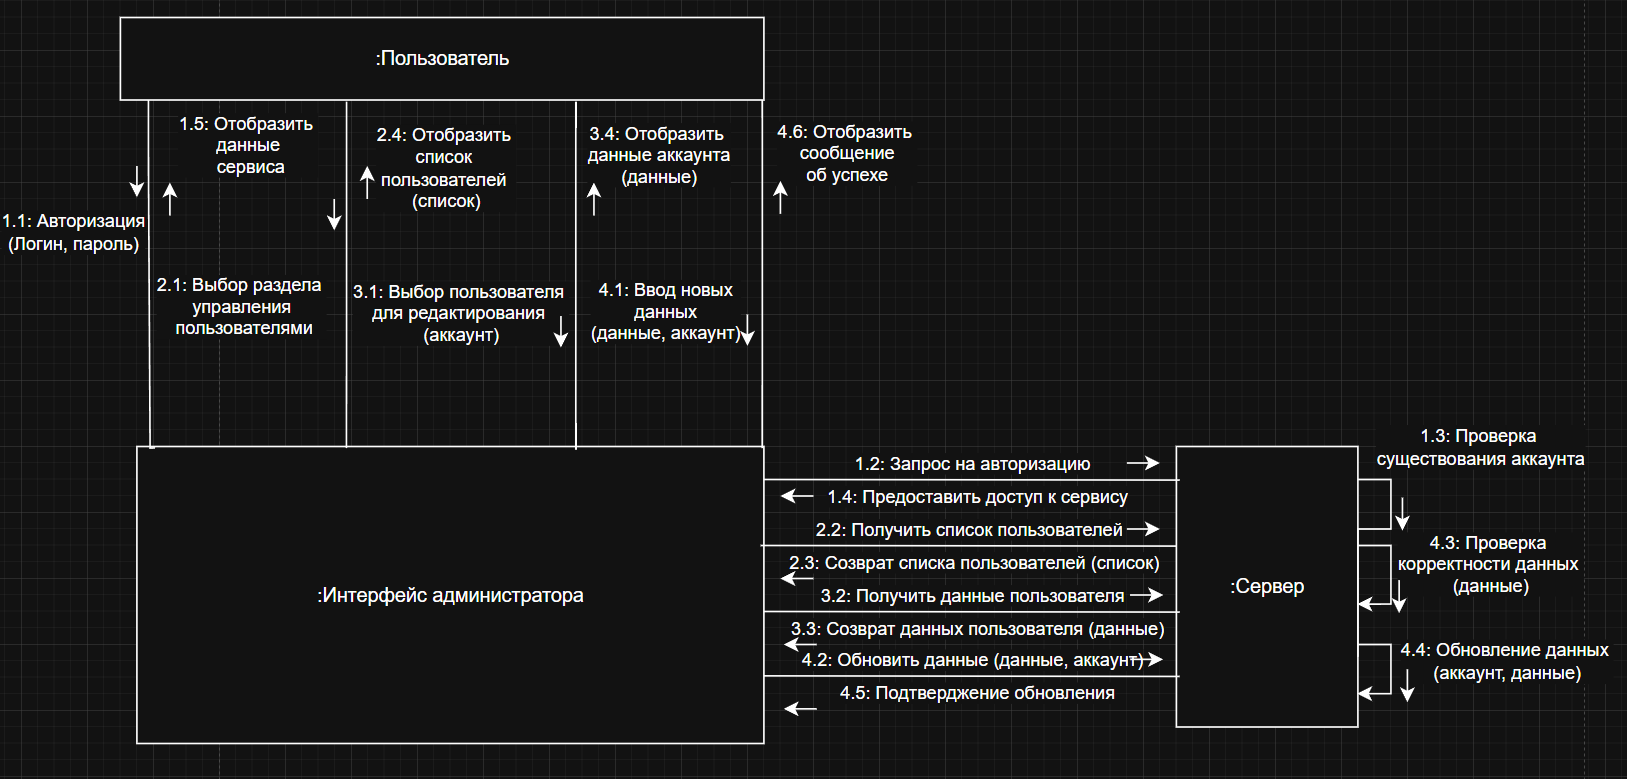 :Пользователь
1.5: Отобразить
данные
сервиса
2.4: Отобразить
список
пользователей
(список)
3.4: Отобразить
данные аккаунта
(данные)
4.6: Отобразить
сообщение
об успехе
1.1: Авторизация
(Логин, пароль)
2.1: Выбор раздела
управления
пользователями
3.1: Выбор пользователя
для редактирования
(аккаунт)
4.1: Ввод новых
данных
(данные, аккаунт)
:Интерфейс администратора
1.2: Запрос на авторизацию
1.4: Предоставить доступ к сервису
2.2: Получить список пользователей
2.3: Созврат списка пользователей (список)
3.2: Получить данные пользователя
3.3: Созврат данных пользователя (данные)
4.2: Обновить данные (данные, аккаунт)
4.5: Подтверджение обновления
:Сервер
1.3: Проверка
существования аккаунта
4.3: Проверка
корректности данных
(данные)
4.4: Обновление данных
(аккаунт, данные)